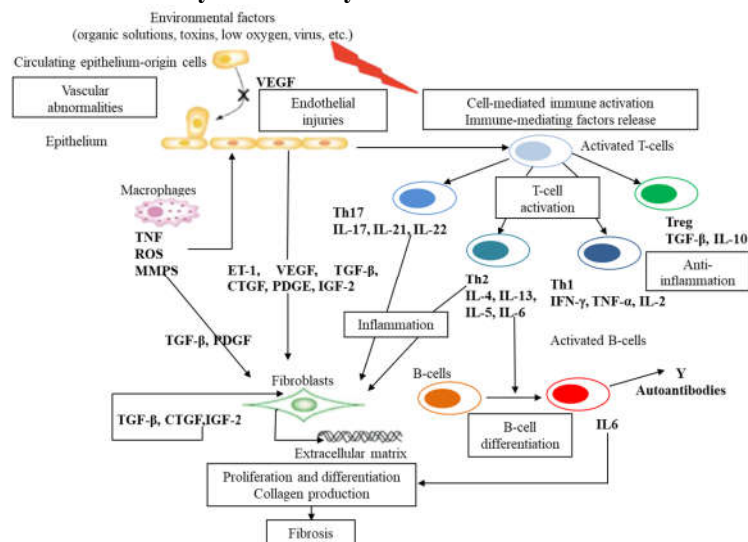 Environmental factors
(organic solutions, toxins, low oxygen, virus, etc.)
Circulating epithelium-origin cells
VEGF
Vascular
abnormalities
Endothelial
injuries
Cell-mediated immune activation
Immune-mediating factors release
Epithelium
Activated T-cells
Macrophages
TNF
ROS
MMPS
Th17
IL-17, IL-21, IL-22
T-cell
activation
Treg
TGF-β, IL-10
Anti-
inflammation
ET-1, VEGF, TGF-β,
CTGF, PDGE, IGF-2
Th2
IL-4, IL-13,
IL-5, IL-6
Th1
IFN-γ, TNF-α, IL-2
Inflammation
TGF-β, PDGF
Activated B-cells
Fibroblasts
B-cells
Y
Autoantibodies
TGF-β, CTGF,IGF-2
IL6
Extracellular matrix
B-cell
differentiation
Proliferation and differentiation
Collagen production
Fibrosis